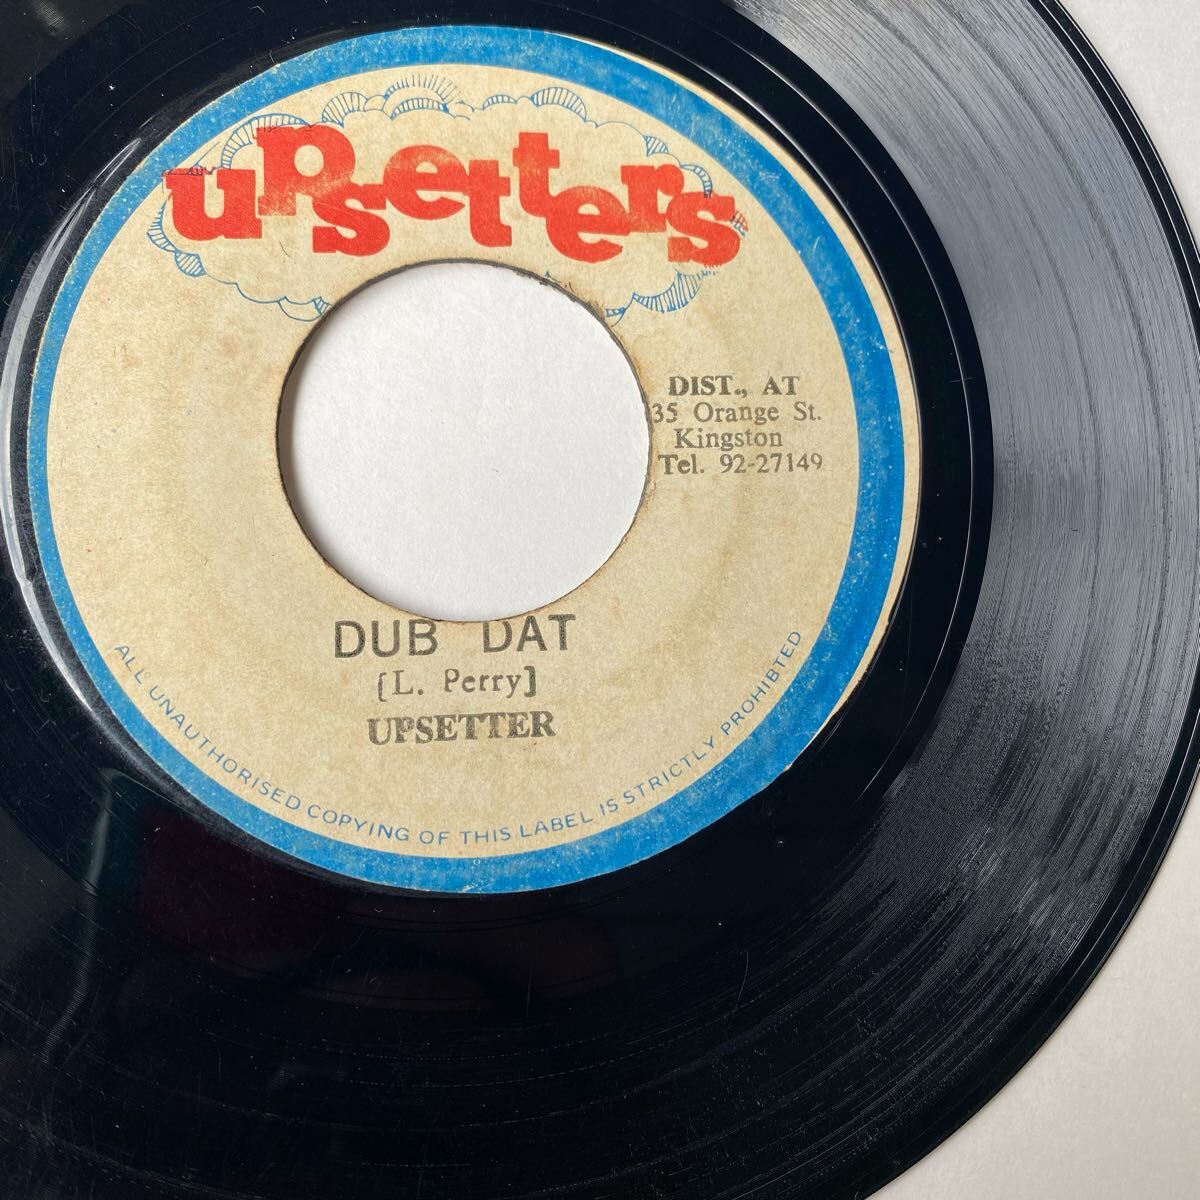 upsetters
DIST., AT
35 Orange St.
Kingston
Tel. 92-27149
DUB DAT
[L. Perry]
UPSETTER
ALL UNAUTHORISED COPYING OF THIS LABEL IS STRICTLY PROHIBTED